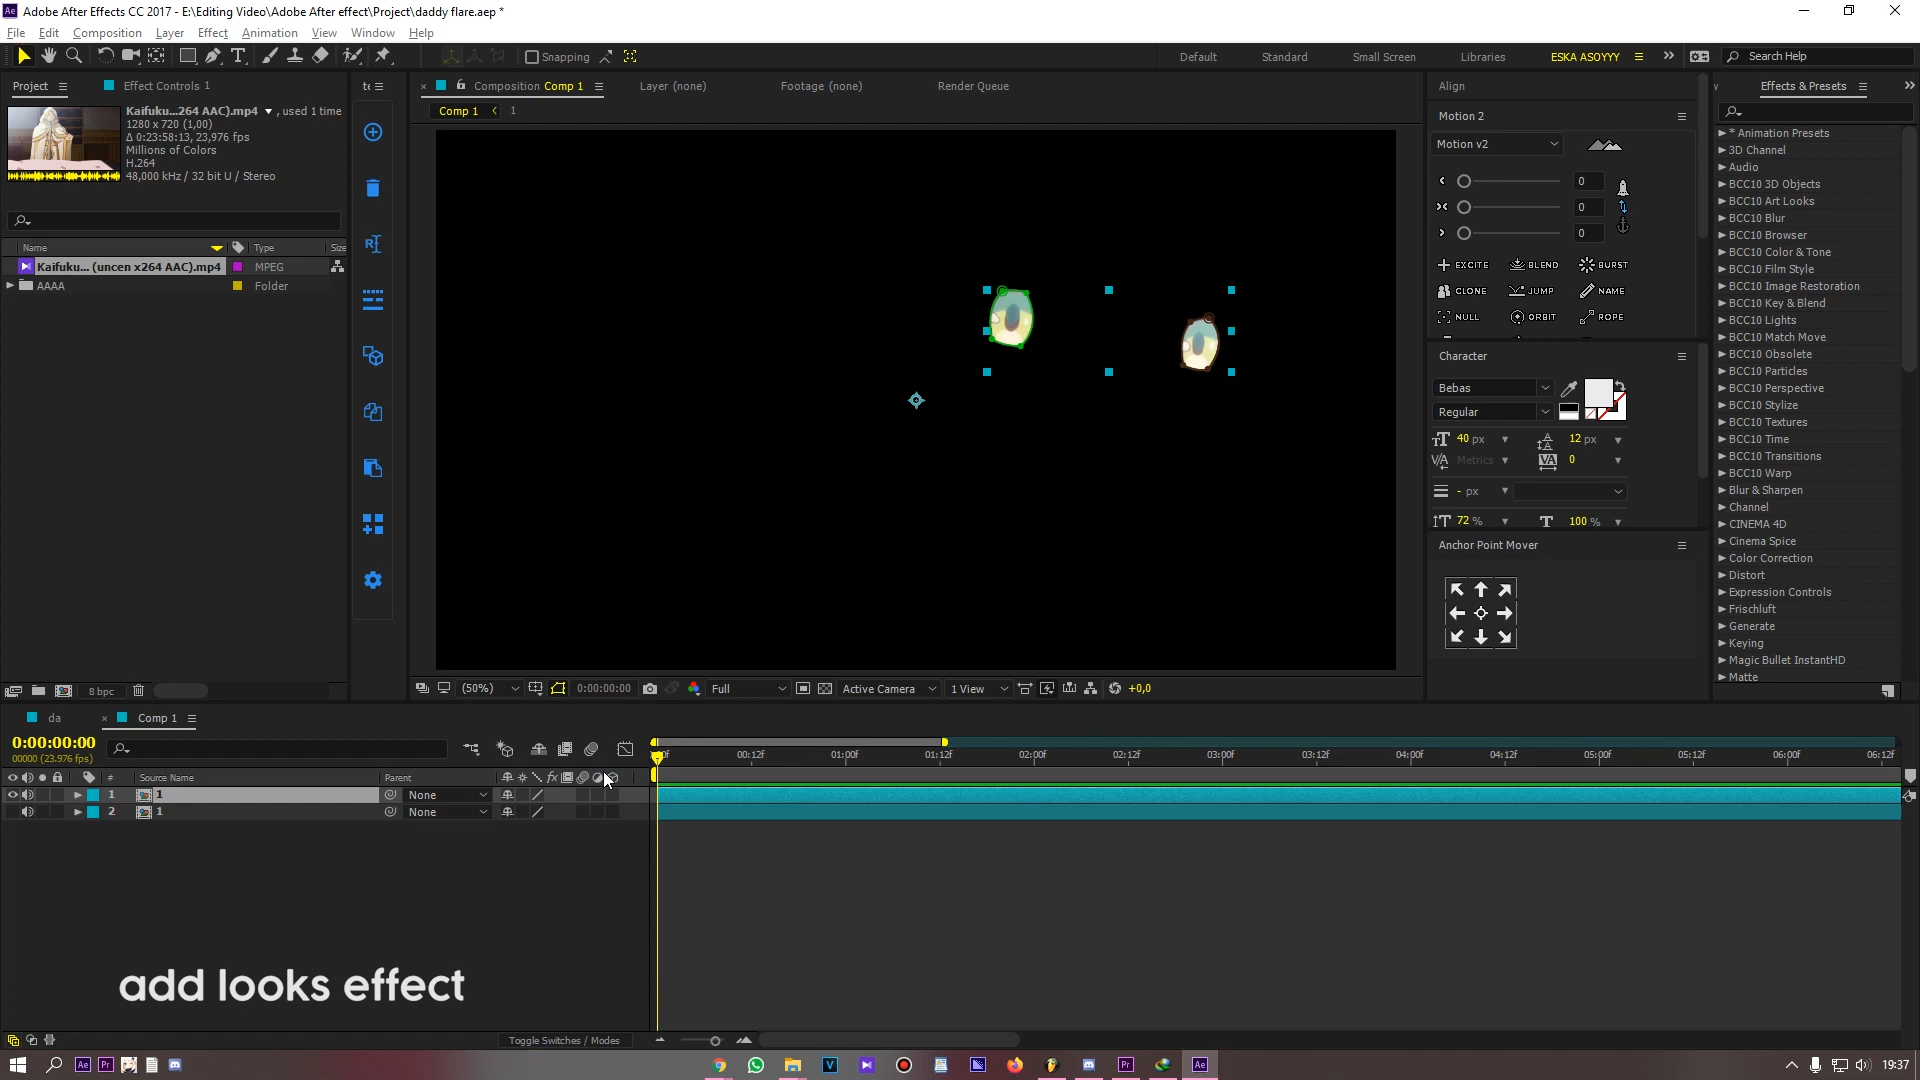 Adobe After Effects CC 2017 - E:\Editing Video\Adobe After effect\Project\daddy flare.aep *
File Edit Composition Layer Effect Animation View Window Help
Snapping
Default Standard Small Screen Libraries ESKA ASOYYY Search Help
Project Effect Controls 1
Composition Comp 1 Layer (none) Footage (none) Render Queue
Comp 1 1
Kaifuku...264 AAC).mp4 , used 1 time
1280 x 720 (1,00)
Δ 0:23:58:13, 23,976 fps
Millions of Colors
H.264
48,000 kHz / 32 bit U / Stereo
Name Type Size
Kaifuku... (uncen x264 AAC).mp4 MPEG
AAAA Folder
8 bpc
(50%) 0:00:00:00 Full Active Camera 1 View +0,0
Align
Motion 2
Motion v2
0
0
0
EXCITE BLEND BURST
CLONE JUMP NAME
NULL ORBIT ROPE
Character
Bebas
Regular
40 px 12 px
Metrics 0
- px
72 % 100 %
Anchor Point Mover
Effects & Presets
* Animation Presets
3D Channel
Audio
BCC10 3D Objects
BCC10 Art Looks
BCC10 Blur
BCC10 Browser
BCC10 Color & Tone
BCC10 Film Style
BCC10 Image Restoration
BCC10 Key & Blend
BCC10 Lights
BCC10 Match Move
BCC10 Obsolete
BCC10 Particles
BCC10 Perspective
BCC10 Stylize
BCC10 Textures
BCC10 Time
BCC10 Transitions
BCC10 Warp
Blur & Sharpen
Channel
CINEMA 4D
Cinema Spice
Color Correction
Distort
Expression Controls
Frischluft
Generate
Keying
Magic Bullet InstantHD
Matte
da Comp 1
0:00:00:00
00000 (23.976 fps)
00:12f 01:00f 01:12f 02:00f 02:12f 03:00f 03:12f 04:00f 04:12f 05:00f 05:12f 06:00f 06:12f
# Source Name Parent
1 1 None
2 1 None
add looks effect
Toggle Switches / Modes
19:37